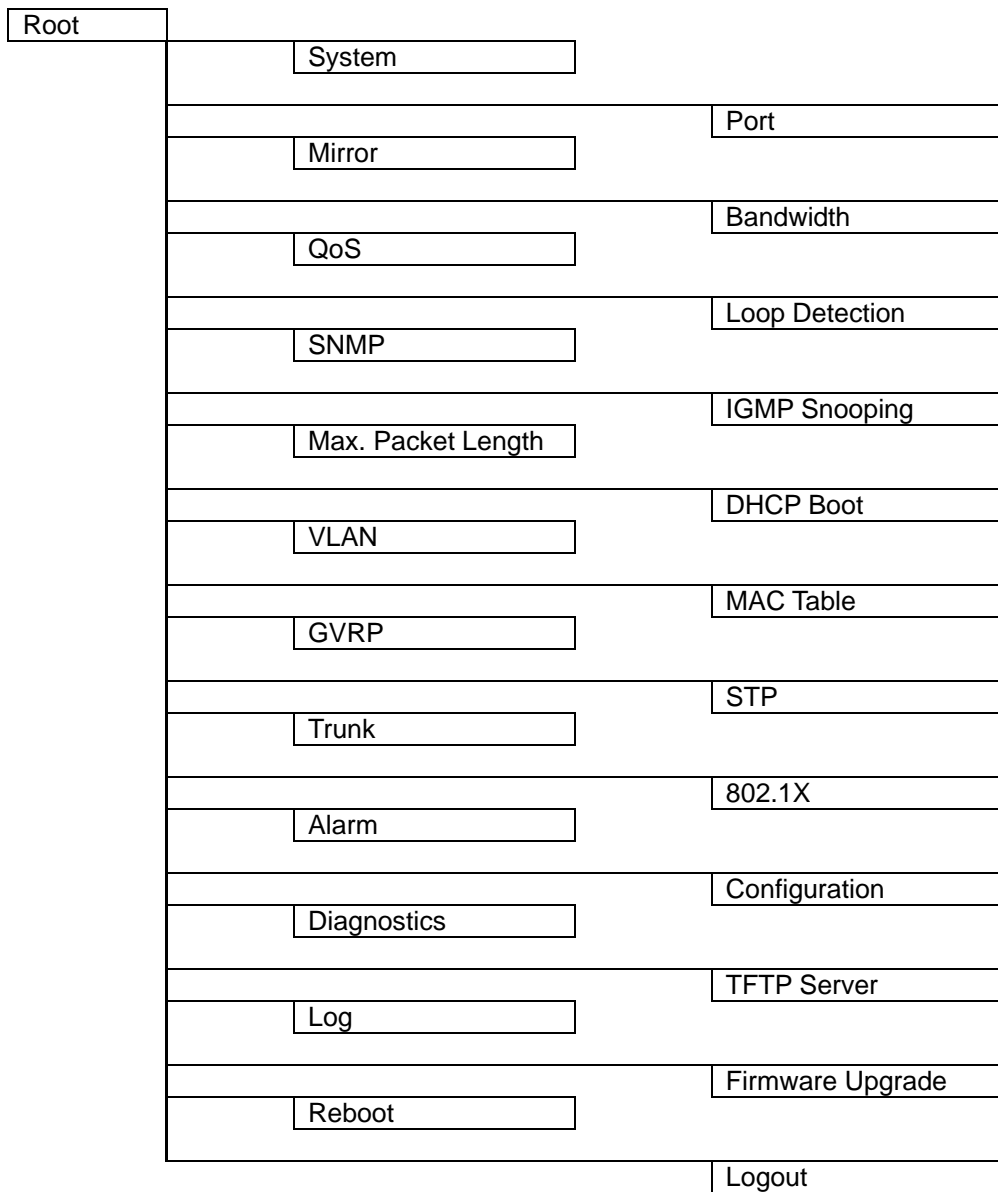 Root
System
Port
Mirror
Bandwidth
QoS
Loop Detection
SNMP
IGMP Snooping
Max. Packet Length
DHCP Boot
VLAN
MAC Table
GVRP
STP
Trunk
802.1X
Alarm
Configuration
Diagnostics
TFTP Server
Log
Firmware Upgrade
Reboot
Logout